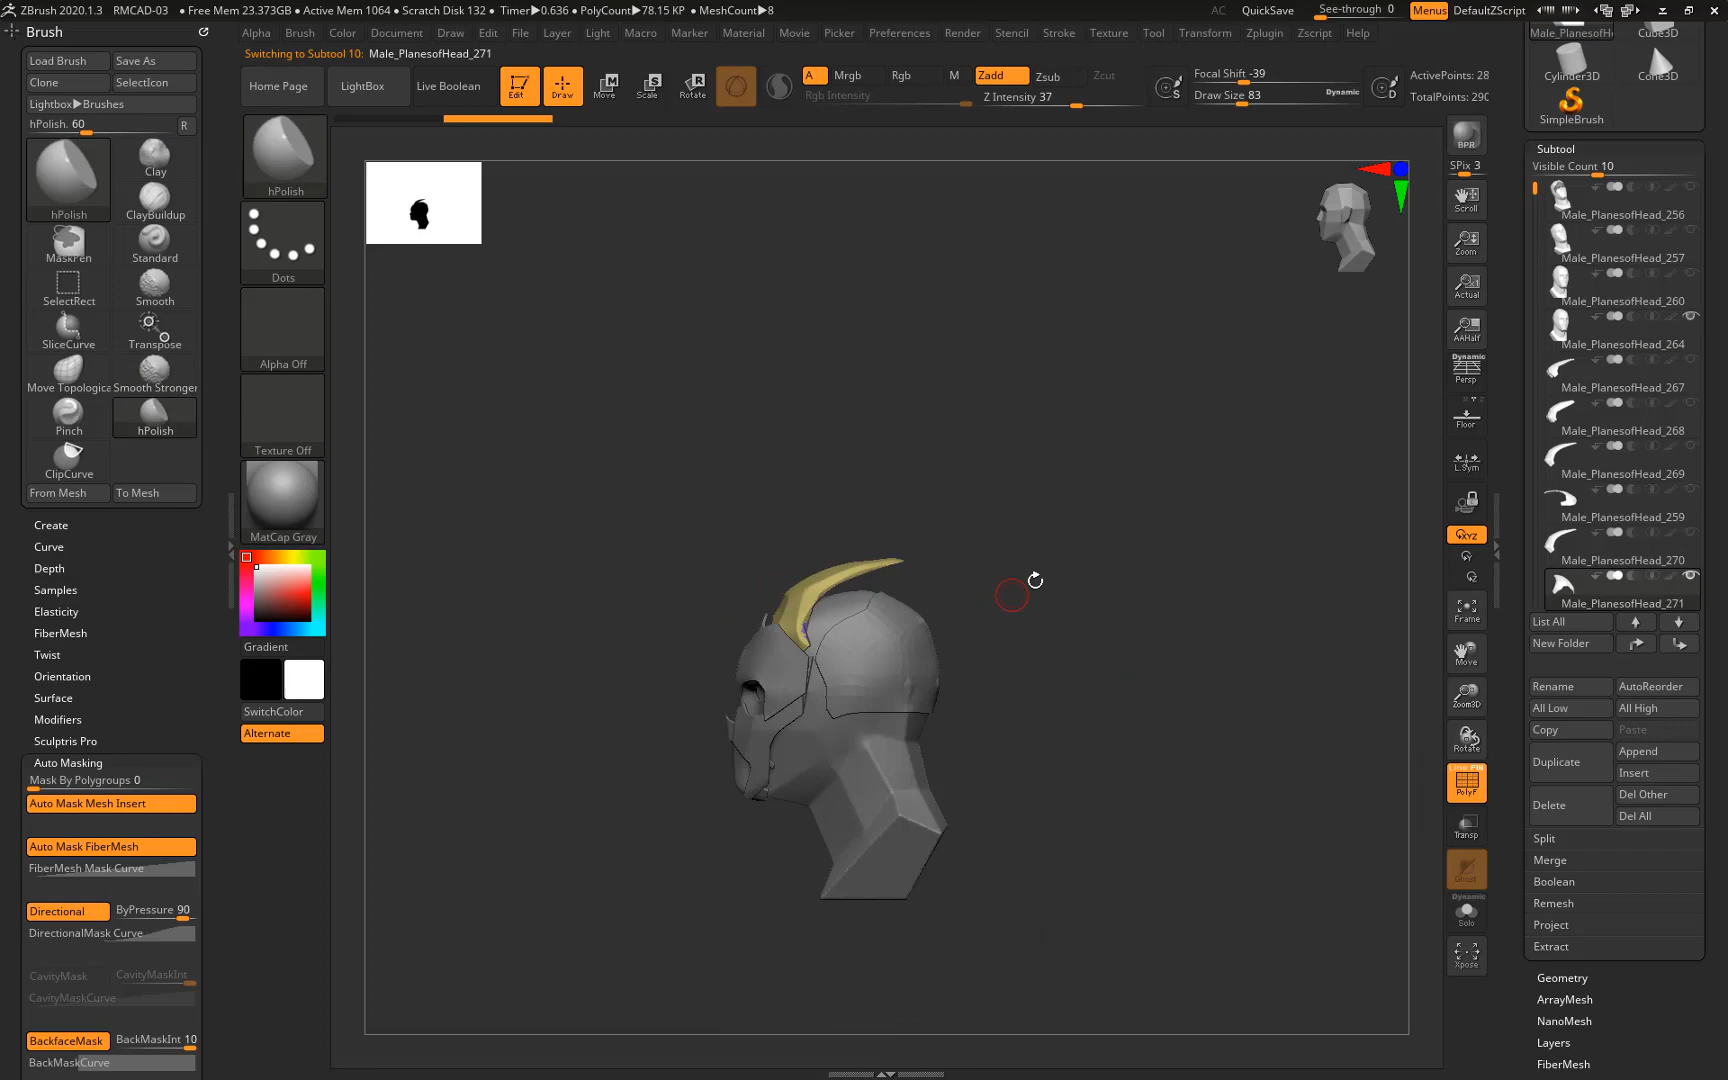 ZBrush 2020.1.3 RMCAD-03 • Free Mem 23.373GB • Active Mem 1064 • Scratch Disk 132 • Timer▶0.636 • PolyCount▶78.15 KP • MeshCount▶8
AC QuickSave See-through 0 Menus DefaultZScript
Brush
Alpha Brush Color Document Draw Edit File Layer Light Macro Marker Material Movie Picker Preferences Render Stencil Stroke Texture Tool Transform Zplugin Zscript Help
Switching to Subtool 10: Male_PlanesofHead_271
Load Brush Save As
Clone SelectIcon
Lightbox▶Brushes
hPolish. 60 R
Home Page LightBox Live Boolean Edit Draw Move Scale Rotate
A Mrgb Rgb M Zadd Zsub Zcut
Rgb Intensity Z Intensity 37
S Focal Shift -39
Draw Size 83 Dynamic
D ActivePoints: 28
TotalPoints: 290
hPolish
Clay
ClayBuildup
MaskPen Standard
SelectRect Smooth
SliceCurve Transpose
Move Topologica Smooth Stronger
Pinch hPolish
ClipCurve
From Mesh To Mesh
Create
Curve
Depth
Samples
Elasticity
FiberMesh
Twist
Orientation
Surface
Modifiers
Sculptris Pro
Auto Masking
Mask By Polygroups 0
Auto Mask Mesh Insert
Auto Mask FiberMesh
FiberMesh Mask Curve
Directional ByPressure 90
DirectionalMask Curve
CavityMask CavityMaskInt
CavityMaskCurve
BackfaceMask BackMaskInt 10
BackMaskCurve
hPolish
Dots
Alpha Off
Texture Off
MatCap Gray
Gradient
SwitchColor
Alternate
BPR
SPix 3
Scroll
Zoom
Actual
AAHalf
Dynamic
Persp
Floor
L.Sym
XYZ
Frame
Move
Zoom3D
Rotate
Line Fill
PolyF
Transp
Ghost
Dynamic
Solo
Xpose
Male_PlanesofH Cube3D
Cylinder3D Cone3D
SimpleBrush
Subtool
Visible Count 10
Male_PlanesofHead_256
Male_PlanesofHead_257
Male_PlanesofHead_260
Male_PlanesofHead_264
Male_PlanesofHead_267
Male_PlanesofHead_268
Male_PlanesofHead_269
Male_PlanesofHead_259
Male_PlanesofHead_270
Male_PlanesofHead_271
List All
New Folder
Rename AutoReorder
All Low All High
Copy Paste
Duplicate Append
Insert
Delete Del Other
Del All
Split
Merge
Boolean
Remesh
Project
Extract
Geometry
ArrayMesh
NanoMesh
Layers
FiberMesh